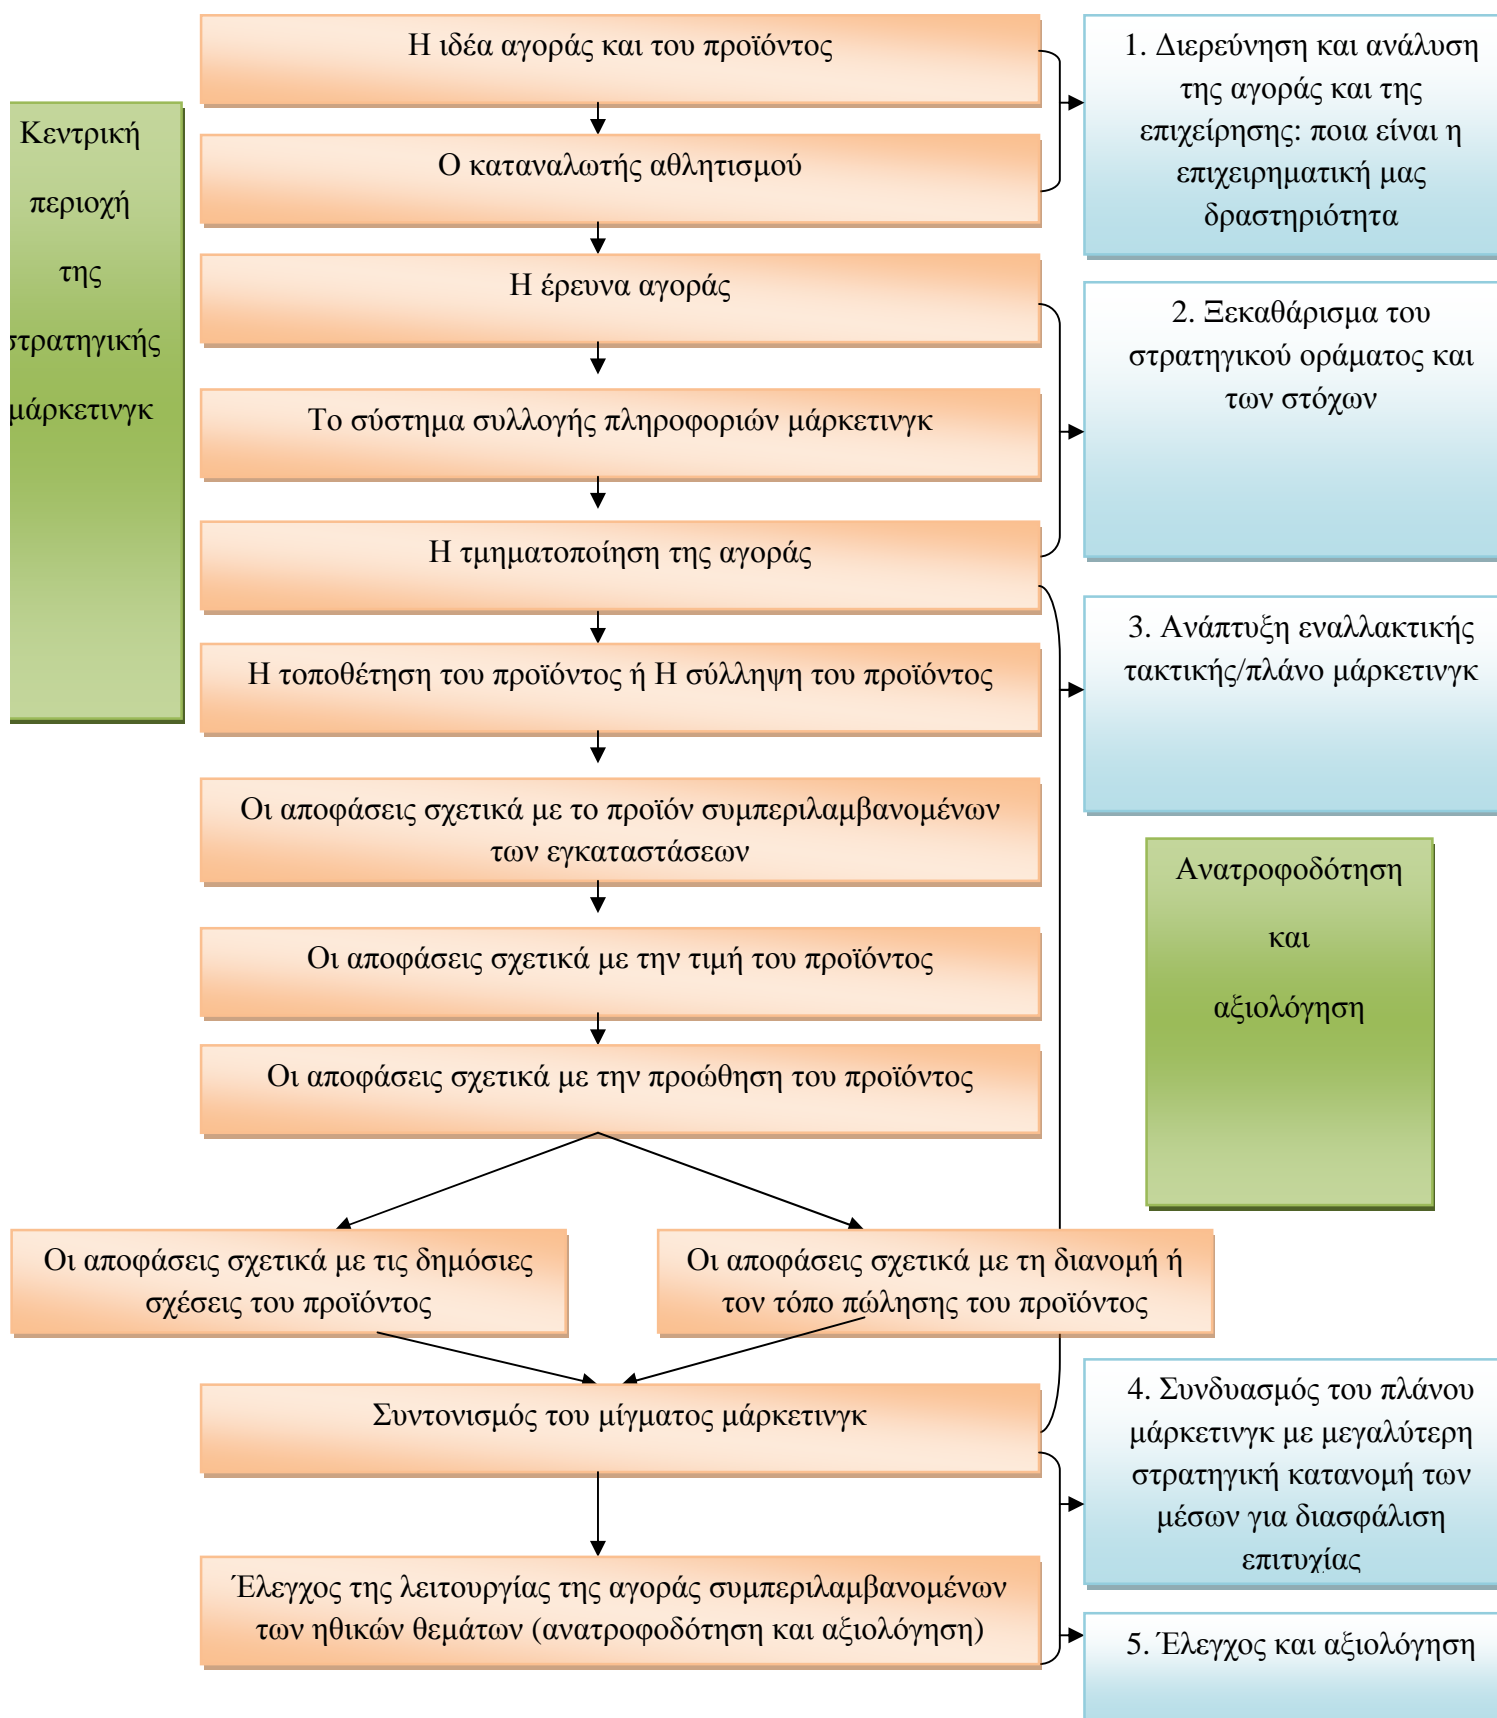 Η ιδέα αγοράς και του προϊόντος
Ο καταναλωτής αθλητισμού
Η έρευνα αγοράς
Το σύστημα συλλογής πληροφοριών μάρκετινγκ
Η τμηματοποίηση της αγοράς
Η τοποθέτηση του προϊόντος ή Η σύλληψη του προϊόντος
Οι αποφάσεις σχετικά με το προϊόν συμπεριλαμβανομένων
των εγκαταστάσεων
Οι αποφάσεις σχετικά με την τιμή του προϊόντος
Οι αποφάσεις σχετικά με την προώθηση του προϊόντος
Οι αποφάσεις σχετικά με τις δημόσιες
σχέσεις του προϊόντος
Οι αποφάσεις σχετικά με τη διανομή ή
τον τόπο πώλησης του προϊόντος
Συντονισμός του μίγματος μάρκετινγκ
Έλεγχος της λειτουργίας της αγοράς συμπεριλαμβανομένων
των ηθικών θεμάτων (ανατροφοδότηση και αξιολόγηση)
Κεντρική
περιοχή
της
στρατηγικής
μάρκετινγκ
1. Διερεύνηση και ανάλυση
της αγοράς και της
επιχείρησης: ποια είναι η
επιχειρηματική μας
δραστηριότητα
2. Ξεκαθάρισμα του
στρατηγικού οράματος και
των στόχων
3. Ανάπτυξη εναλλακτικής
τακτικής/πλάνο μάρκετινγκ
Ανατροφοδότηση
και
αξιολόγηση
4. Συνδυασμός του πλάνου
μάρκετινγκ με μεγαλύτερη
στρατηγική κατανομή των
μέσων για διασφάλιση
επιτυχίας
5. Έλεγχος και αξιολόγηση